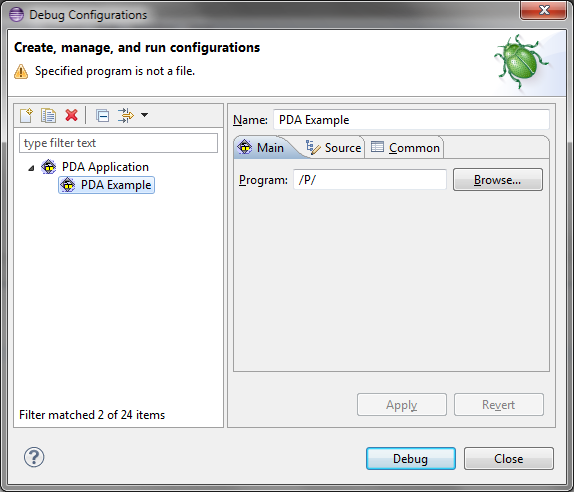 Debug Configurations
Create, manage, and run configurations
Specified program is not a file.
type filter text
PDA Application
PDA Example
Filter matched 2 of 24 items
Name: PDA Example
Main Source Common
Program: /P/ Browse...
Apply Revert
? Debug Close